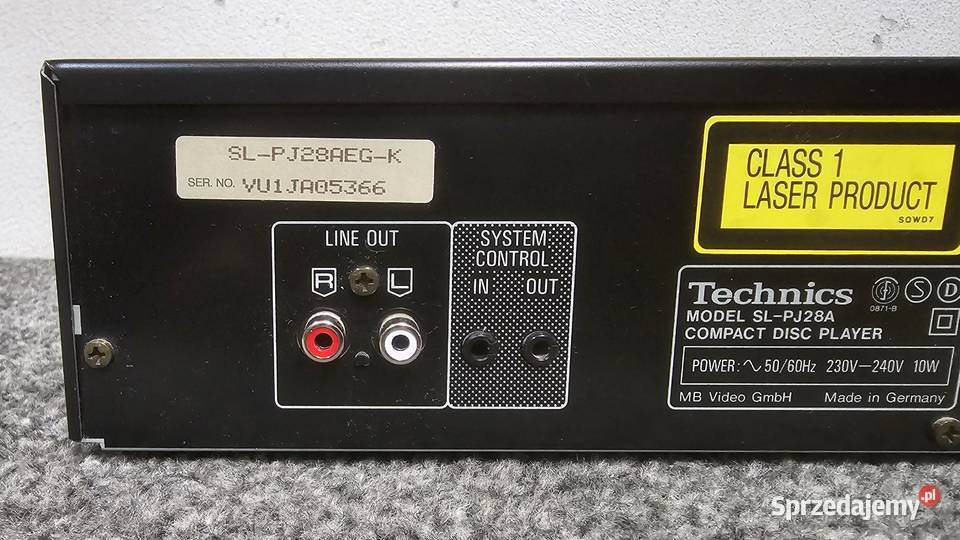 SL-PJ28AEG-K
SER. NO. VU1JA05366
LINE OUT
R L
SYSTEM
CONTROL
IN OUT
CLASS 1
LASER PRODUCT
SQWD7
Technics
0871-B
MODEL SL-PJ28A
COMPACT DISC PLAYER
POWER: ∿ 50/60Hz 230V—240V 10W
MB Video GmbH Made in Germany
Sprzedajemy.pl